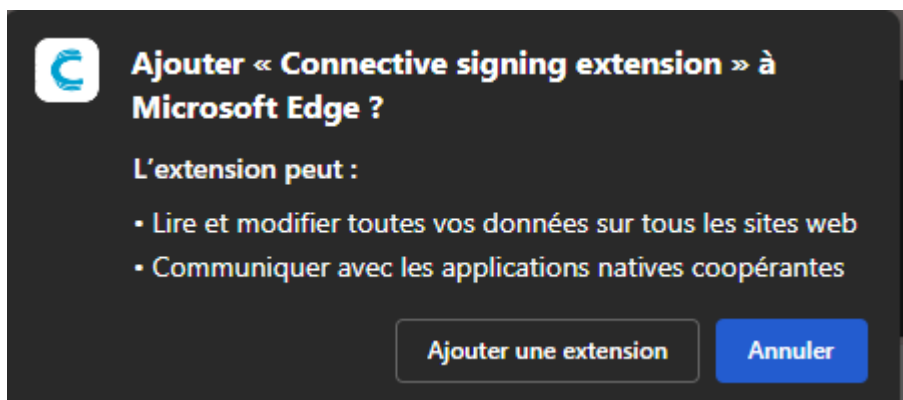 Ajouter « Connective signing extension » à
Microsoft Edge ?
L’extension peut :
• Lire et modifier toutes vos données sur tous les sites web
• Communiquer avec les applications natives coopérantes
Ajouter une extension
Annuler